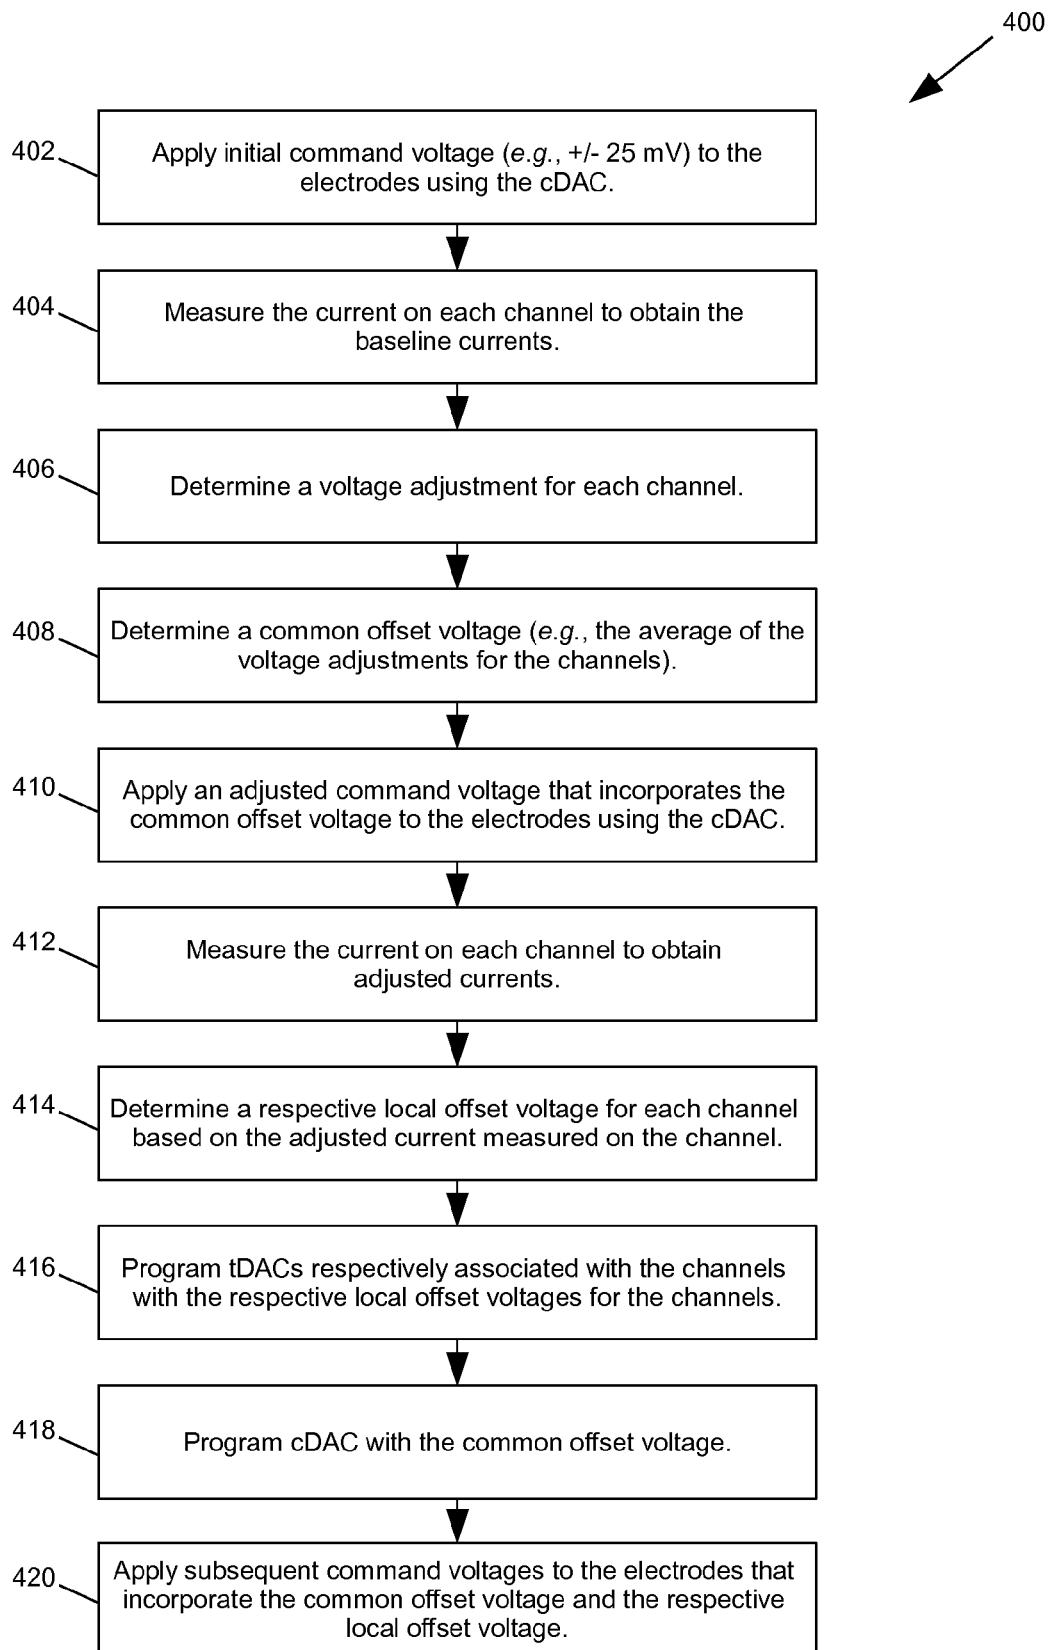 400
402
Apply initial command voltage (e.g., +/- 25 mV) to the
electrodes using the cDAC.
404
Measure the current on each channel to obtain the
baseline currents.
406
Determine a voltage adjustment for each channel.
408
Determine a common offset voltage (e.g., the average of the
voltage adjustments for the channels).
410
Apply an adjusted command voltage that incorporates the
common offset voltage to the electrodes using the cDAC.
412
Measure the current on each channel to obtain
adjusted currents.
414
Determine a respective local offset voltage for each channel
based on the adjusted current measured on the channel.
416
Program tDACs respectively associated with the channels
with the respective local offset voltages for the channels.
418
Program cDAC with the common offset voltage.
420
Apply subsequent command voltages to the electrodes that
incorporate the common offset voltage and the respective
local offset voltage.